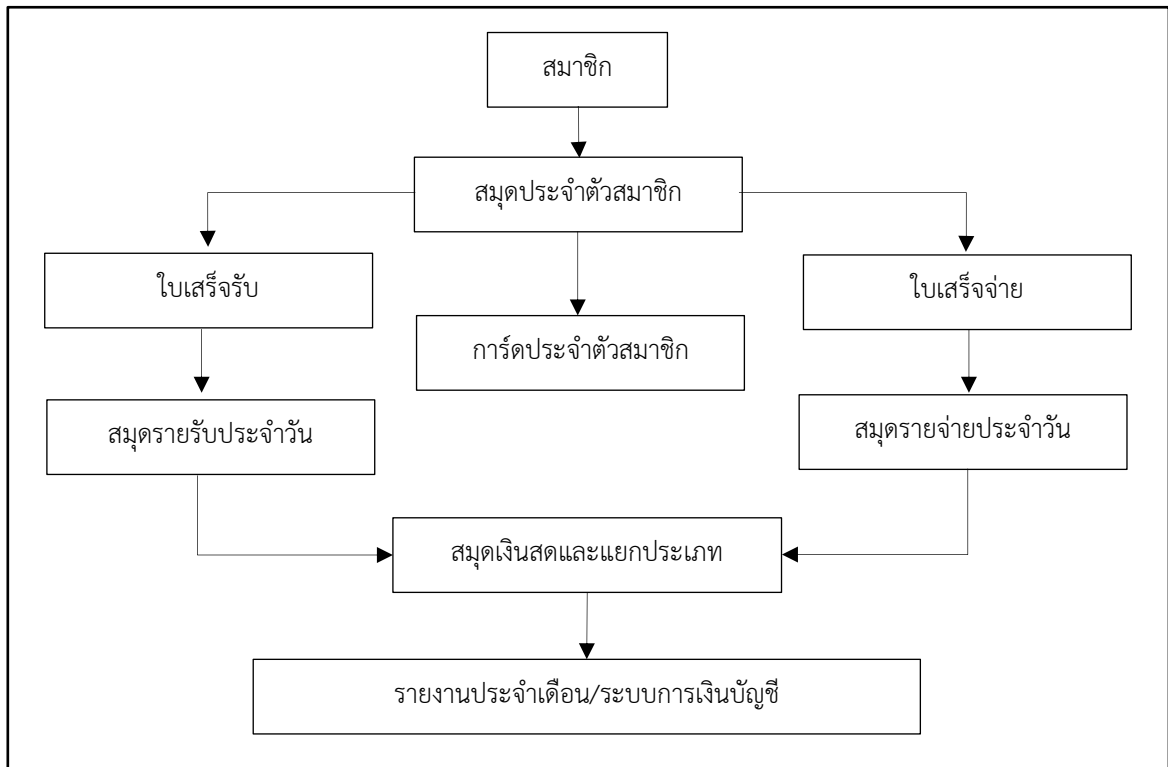 สมาชิก
สมุดประจำตัวสมาชิก
ใบเสร็จรับ
ใบเสร็จจ่าย
การ์ดประจำตัวสมาชิก
สมุดรายรับประจำวัน
สมุดรายจ่ายประจำวัน
สมุดเงินสดและแยกประเภท
รายงานประจำเดือน/ระบบการเงินบัญชี